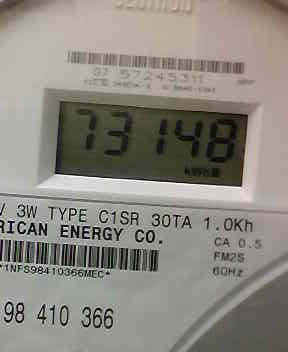 07 57245311
73148
kWh
V 3W TYPE C1SR 30TA 1.0Kh
RICAN ENERGY CO.
CA 0.5
FM2S
60Hz
*1NFS98410366MEC*
98 410 366